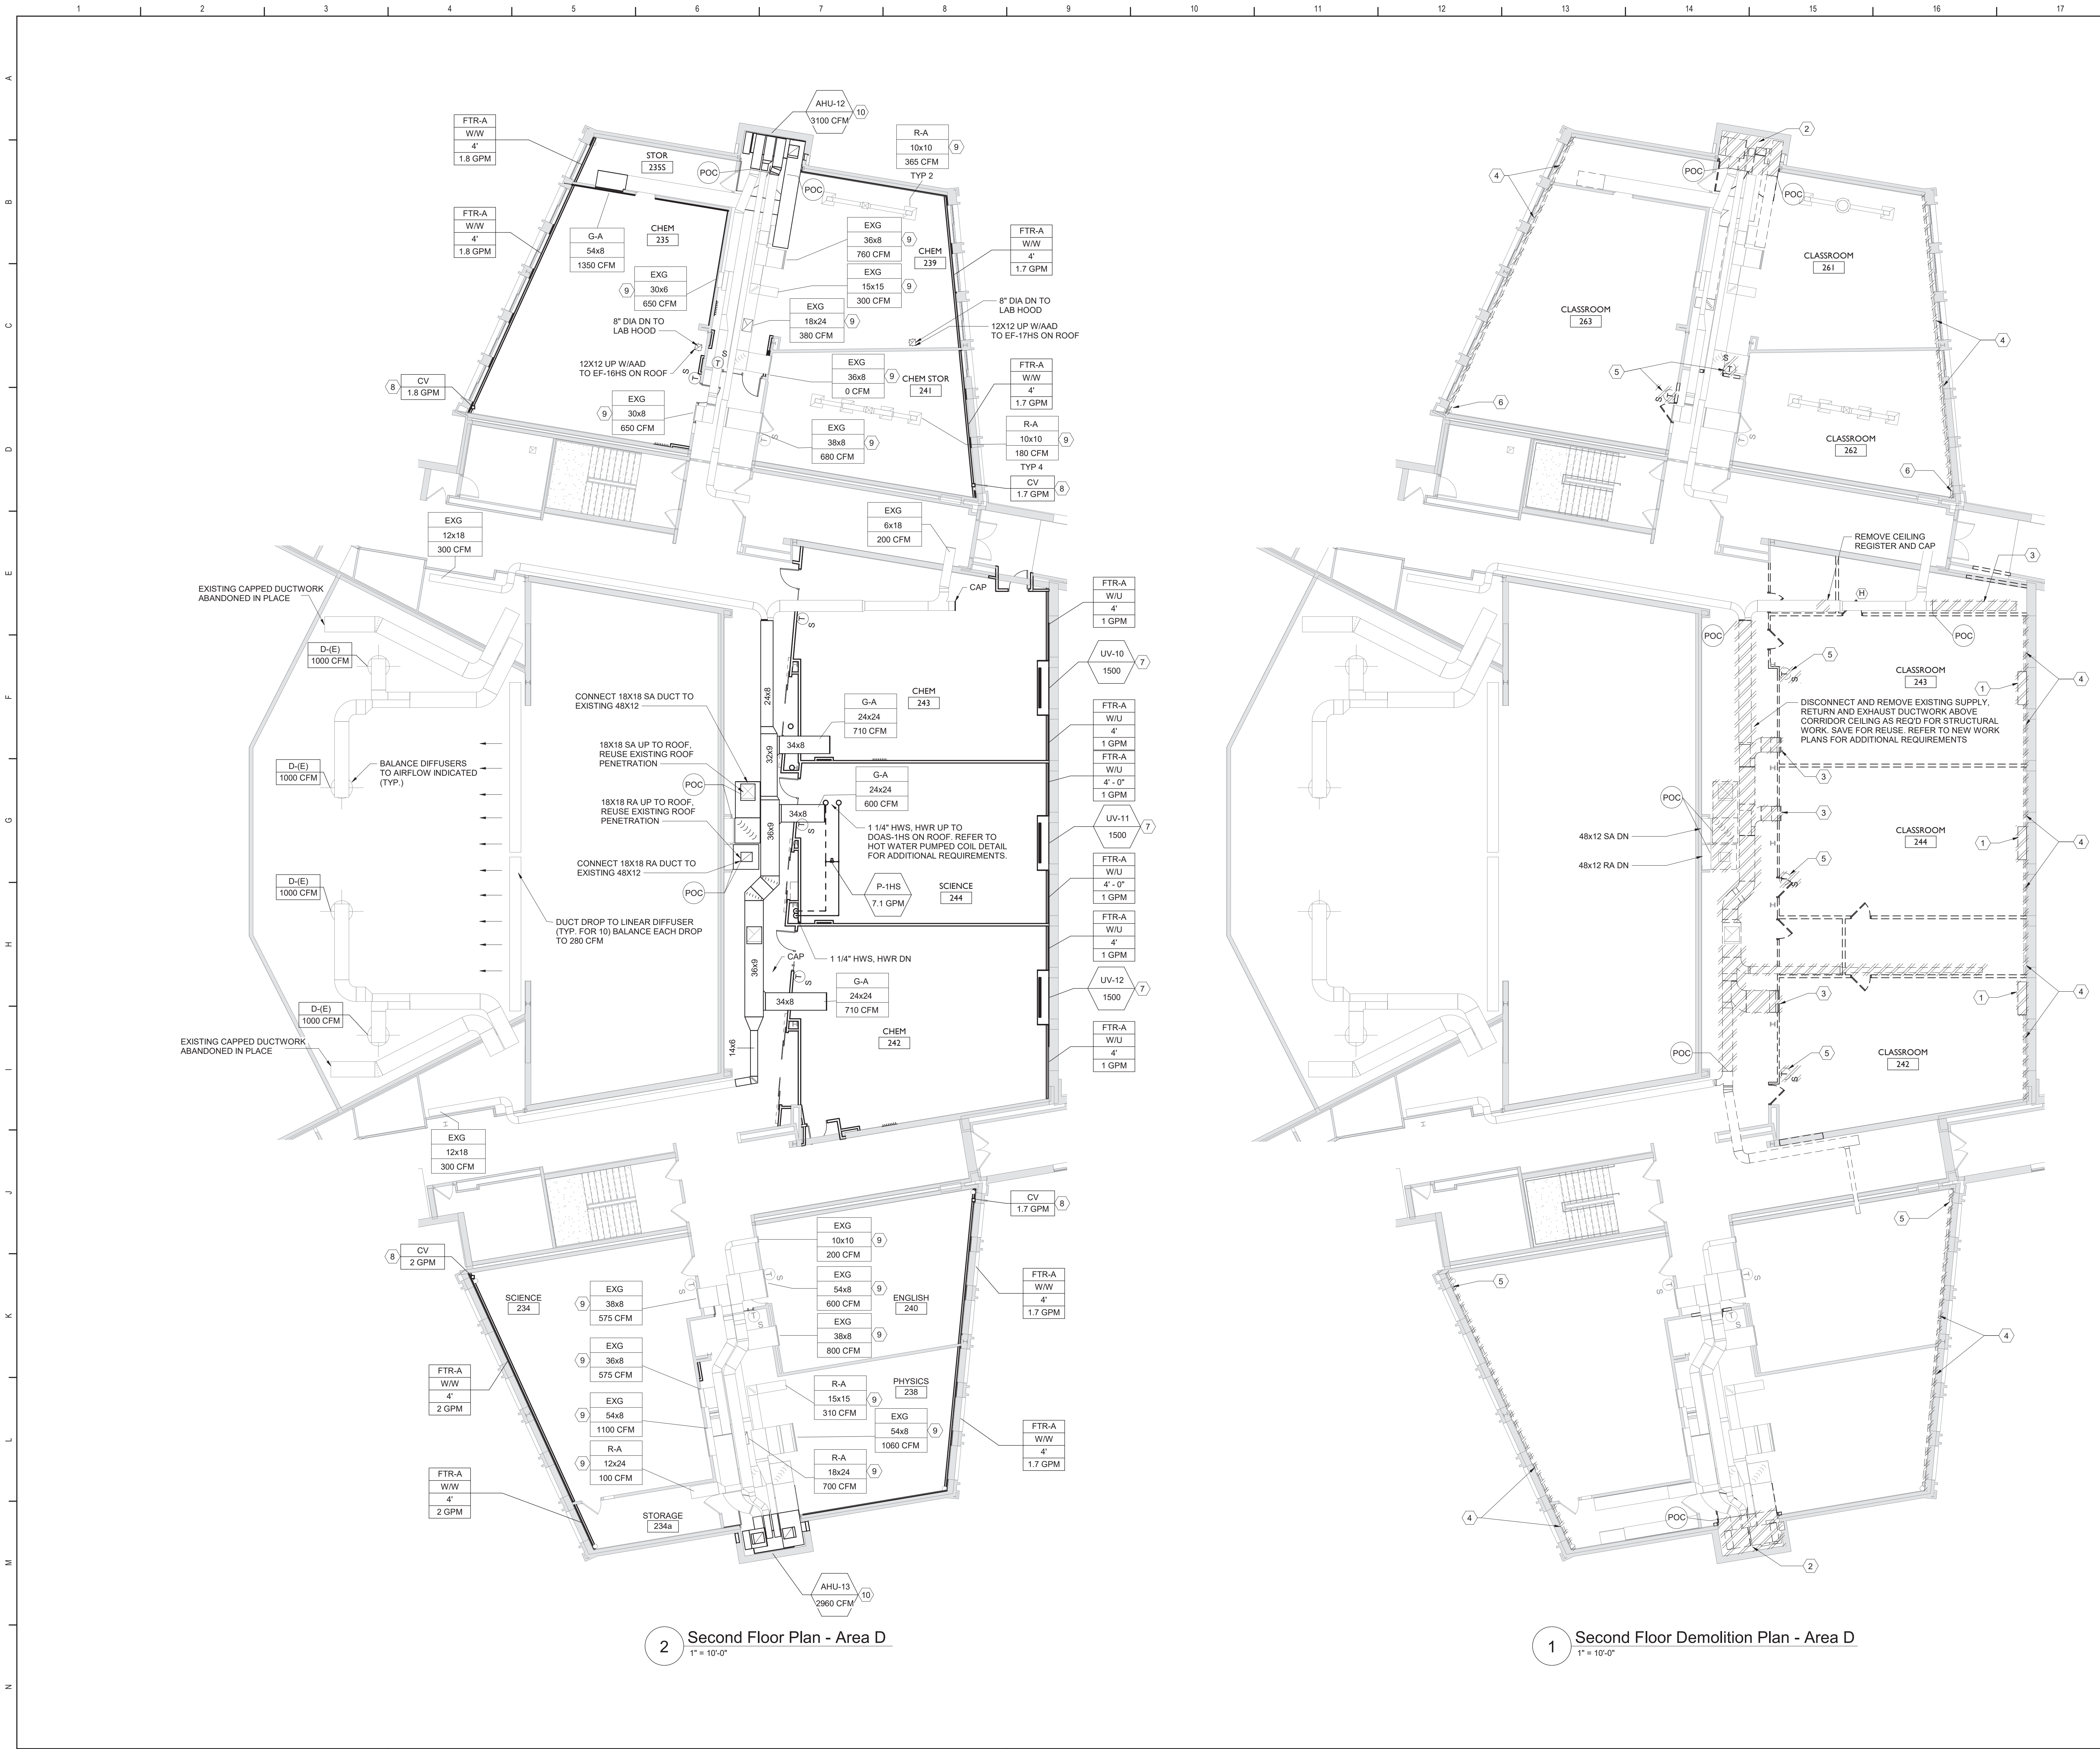 1 2 3 4 5 6 7 8 9 10 11 12 13 14 15 16 17
A
B
C
D
E
F
G
H
I
J
K
L
M
N
AHU-12
3100 CFM
10
FTR-A
W/W
4'
1.8 GPM
STOR
235S
POC
POC
R-A
10x10
365 CFM
9
TYP 2
FTR-A
W/W
4'
1.8 GPM
G-A
54x8
1350 CFM
CHEM
235
EXG
36x8
760 CFM
9
CHEM
239
FTR-A
W/W
4'
1.7 GPM
EXG
30x6
650 CFM
9
EXG
15x15
300 CFM
9
EXG
18x24
380 CFM
9
8" DIA DN TO
LAB HOOD
8" DIA DN TO
LAB HOOD
12X12 UP W/AAD
TO EF-17HS ON ROOF
12X12 UP W/AAD
TO EF-16HS ON ROOF
S
T
S
T
EXG
36x8
0 CFM
9
CHEM STOR
241
FTR-A
W/W
4'
1.7 GPM
8
CV
1.8 GPM
EXG
30x8
650 CFM
9
EXG
38x8
680 CFM
9
T
S
R-A
10x10
180 CFM
9
TYP 4
CV
1.7 GPM
8
EXG
12x18
300 CFM
EXG
6x18
200 CFM
EXISTING CAPPED DUCTWORK
ABANDONED IN PLACE
CAP
FTR-A
W/U
4'
1 GPM
T
S
D-(E)
1000 CFM
UV-10
1500
7
CONNECT 18X18 SA DUCT TO
EXISTING 48X12
24x8
CHEM
243
G-A
24x24
710 CFM
FTR-A
W/U
4'
1 GPM
18X18 SA UP TO ROOF,
REUSE EXISTING ROOF
PENETRATION
32x9
34x8
D-(E)
1000 CFM
BALANCE DIFFUSERS
TO AIRFLOW INDICATED
(TYP.)
FTR-A
W/U
4' - 0"
1 GPM
POC
G-A
24x24
600 CFM
18X18 RA UP TO ROOF,
REUSE EXISTING ROOF
PENETRATION
36x9
34x8
T
S
1 1/4" HWS, HWR UP TO
DOAS-1HS ON ROOF. REFER TO
HOT WATER PUMPED COIL DETAIL
FOR ADDITIONAL REQUIREMENTS.
UV-11
1500
7
CONNECT 18X18 RA DUCT TO
EXISTING 48X12
POC
P-1HS
7.1 GPM
SCIENCE
244
FTR-A
W/U
4' - 0"
1 GPM
D-(E)
1000 CFM
DUCT DROP TO LINEAR DIFFUSER
(TYP. FOR 10) BALANCE EACH DROP
TO 280 CFM
FTR-A
W/U
4'
1 GPM
CAP
1 1/4" HWS, HWR DN
36x9
T
S
G-A
24x24
710 CFM
34x8
UV-12
1500
7
D-(E)
1000 CFM
CHEM
242
FTR-A
W/U
4'
1 GPM
EXISTING CAPPED DUCTWORK
ABANDONED IN PLACE
14x6
EXG
12x18
300 CFM
H
CV
1.7 GPM
8
8
CV
2 GPM
EXG
10x10
200 CFM
9
SCIENCE
234
EXG
38x8
575 CFM
9
T
S
T
S
T
S
EXG
54x8
600 CFM
9
ENGLISH
240
FTR-A
W/W
4'
1.7 GPM
EXG
38x8
800 CFM
9
EXG
36x8
575 CFM
9
FTR-A
W/W
4'
2 GPM
R-A
15x15
310 CFM
9
PHYSICS
238
EXG
54x8
1100 CFM
9
EXG
54x8
1060 CFM
9
FTR-A
W/W
4'
1.7 GPM
R-A
12x24
100 CFM
9
R-A
18x24
700 CFM
9
FTR-A
W/W
4'
2 GPM
STORAGE
234a
AHU-13
2960 CFM
10
2
Second Floor Plan - Area D
1" = 10'-0"
2
POC
POC
4
CLASSROOM
261
CLASSROOM
263
4
5
S
T
S
T
6
T
S
CLASSROOM
262
6
REMOVE CEILING
REGISTER AND CAP
3
H
POC
POC
5
T
S
CLASSROOM
243
1
4
DISCONNECT AND REMOVE EXISTING SUPPLY,
RETURN AND EXHAUST DUCTWORK ABOVE
CORRIDOR CEILING AS REQ'D FOR STRUCTURAL
WORK. SAVE FOR REUSE. REFER TO NEW WORK
PLANS FOR ADDITIONAL REQUIREMENTS
H
3
POC
3
48x12 SA DN
H
CLASSROOM
244
1
4
48x12 RA DN
5
T
S
H
H
3
1
4
H
POC
5
T
S
CLASSROOM
242
H
5
5
T
S
T
S
T
S
4
4
POC
2
1
Second Floor Demolition Plan - Area D
1" = 10'-0"